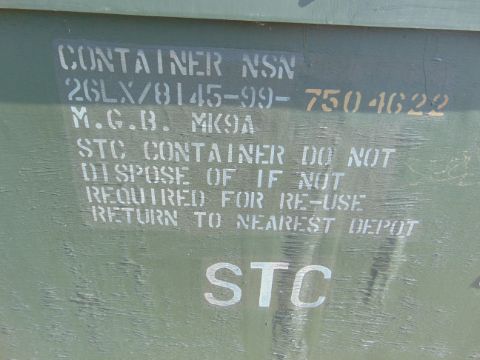 CONTAINER NSN
26LX/8145-99-7504622
M.G.B. MK9A
STC CONTAINER DO NOT
DISPOSE OF IF NOT
REQUIRED FOR RE-USE
RETURN TO NEAREST DEPOT
STC